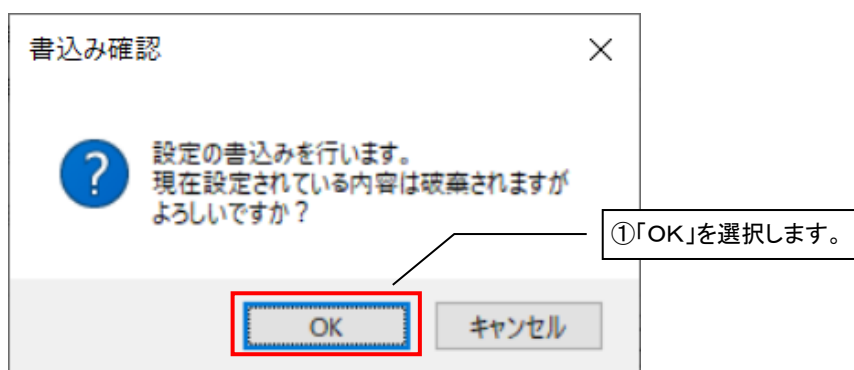 書込み確認
設定の書込みを行います。
現在設定されている内容は破棄されますが
よろしいですか？
①「ＯＫ」を選択します。
OK
キャンセル